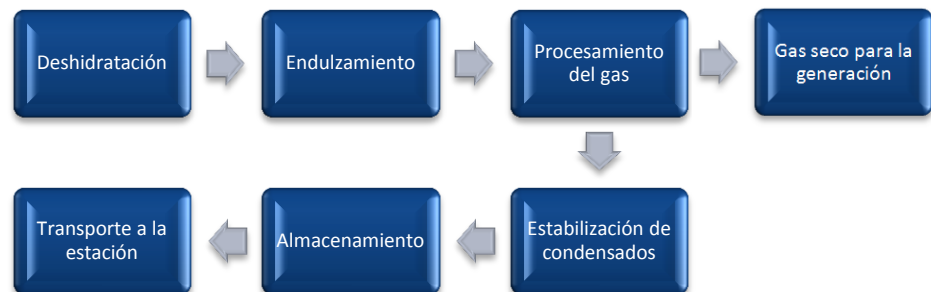 Deshidratación
Endulzamiento
Procesamiento
del gas
Gas seco para la
generación
Transporte a la
estación
Almacenamiento
Estabilización de
condensados